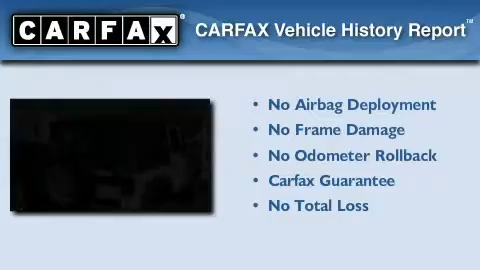 CARFAX® CARFAX Vehicle History Report™
• No Airbag Deployment
• No Frame Damage
• No Odometer Rollback
• Carfax Guarantee
• No Total Loss